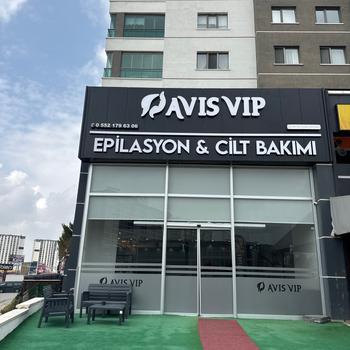 AVIS VIP
0 552 179 63 06
EPİLASYON & CİLT BAKIMI
AVIS VIP
AVIS VIP